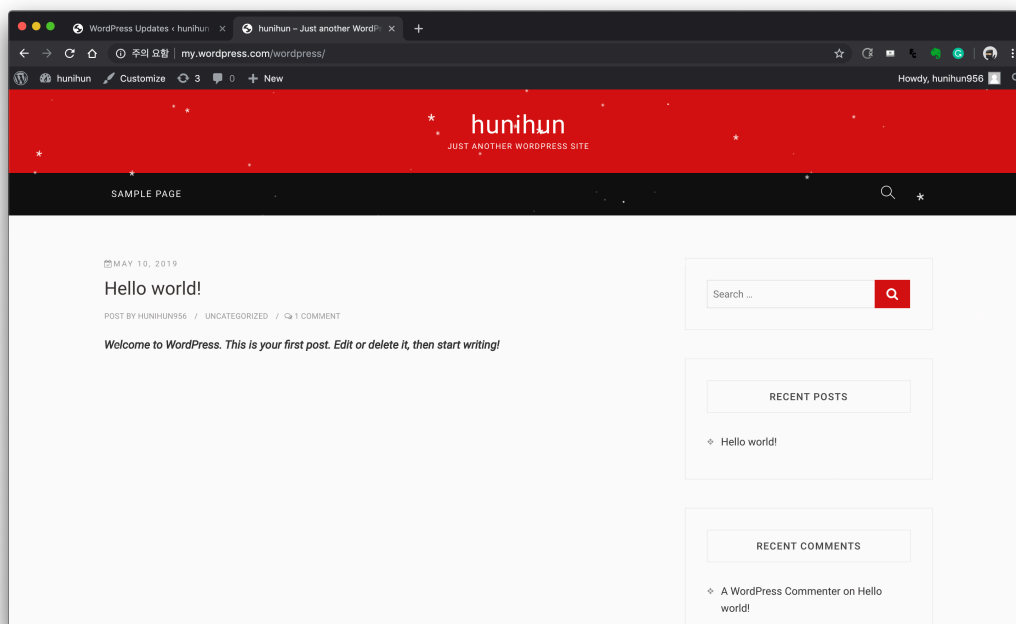 WordPress Updates ‹ hunihun
hunihun – Just another WordPr
주의 요함 | my.wordpress.com/wordpress/
hunihun Customize 3 0 New Howdy, hunihun956
hunihun
JUST ANOTHER WORDPRESS SITE
SAMPLE PAGE
MAY 10, 2019
Hello world!
POST BY HUNIHUN956 / UNCATEGORIZED / 1 COMMENT
Welcome to WordPress. This is your first post. Edit or delete it, then start writing!
Search …
RECENT POSTS
Hello world!
RECENT COMMENTS
A WordPress Commenter on Hello
world!